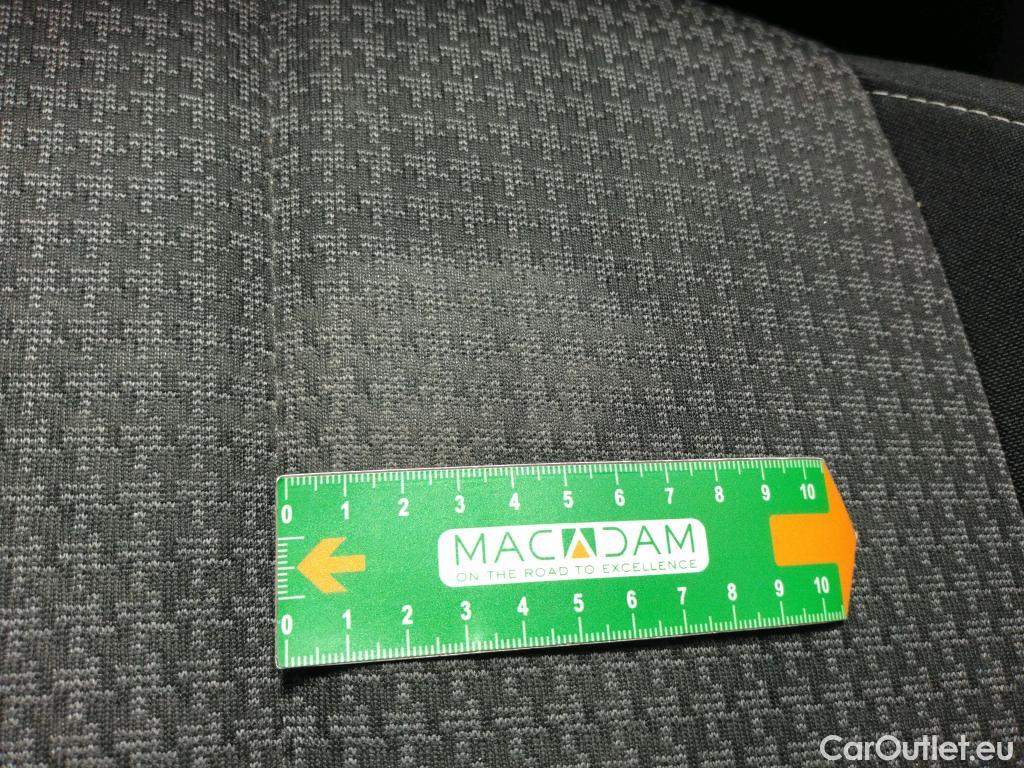 0 1 2 3 4 5 6 7 8 9 10
MACADAM
ON THE ROAD TO EXCELLENCE
0 1 2 3 4 5 6 7 8 9 10
CarOutlet.eu